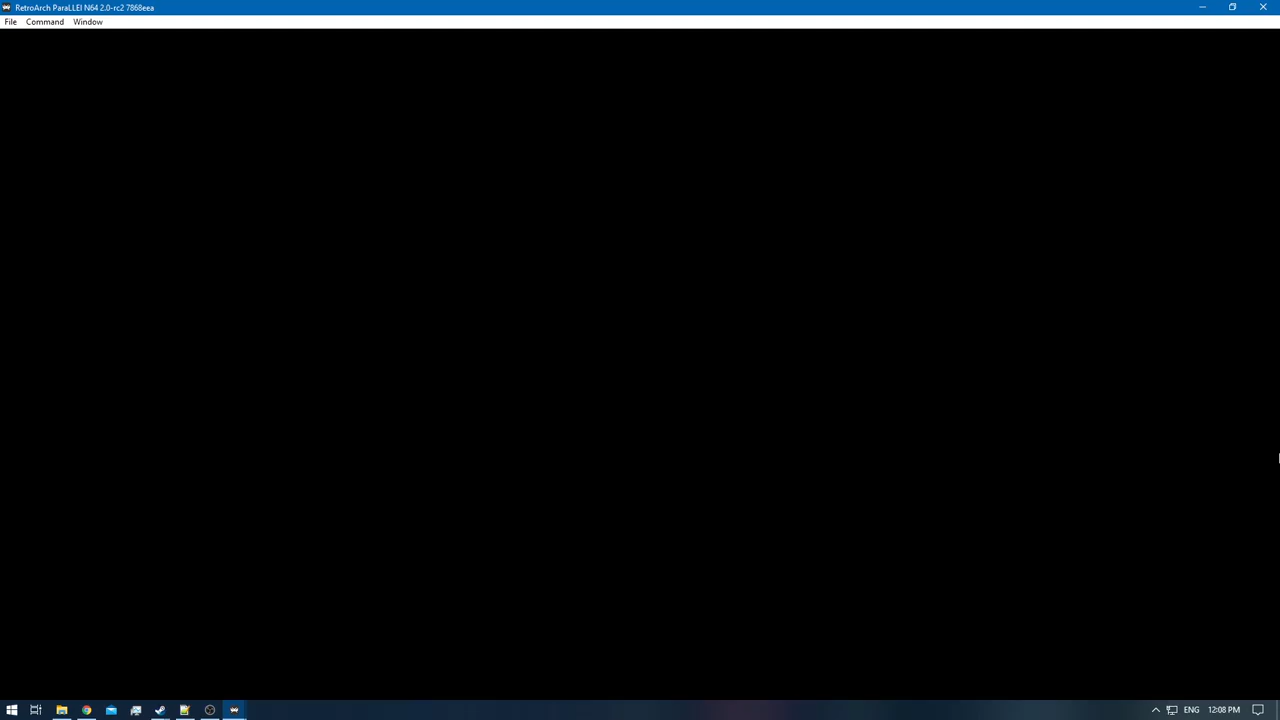 RetroArch ParaLLEl N64 2.0-rc2 7868eea
File Command Window
ENG 12:08 PM